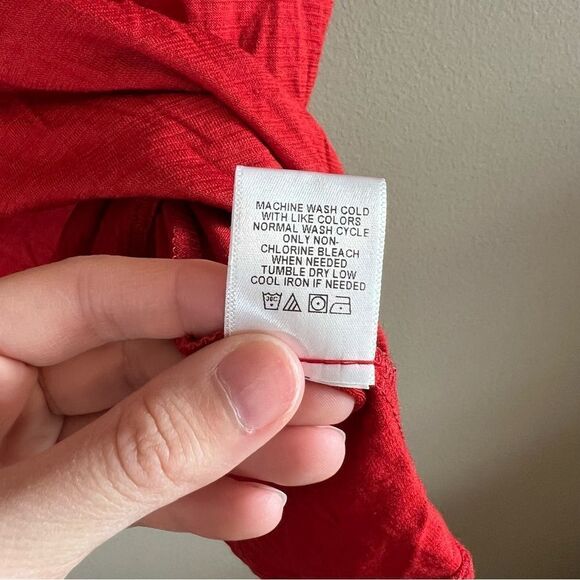 MACHINE WASH COLD
WITH LIKE COLORS
NORMAL WASH CYCLE
ONLY NON-
CHLORINE BLEACH
WHEN NEEDED
TUMBLE DRY LOW
COOL IRON IF NEEDED
30C